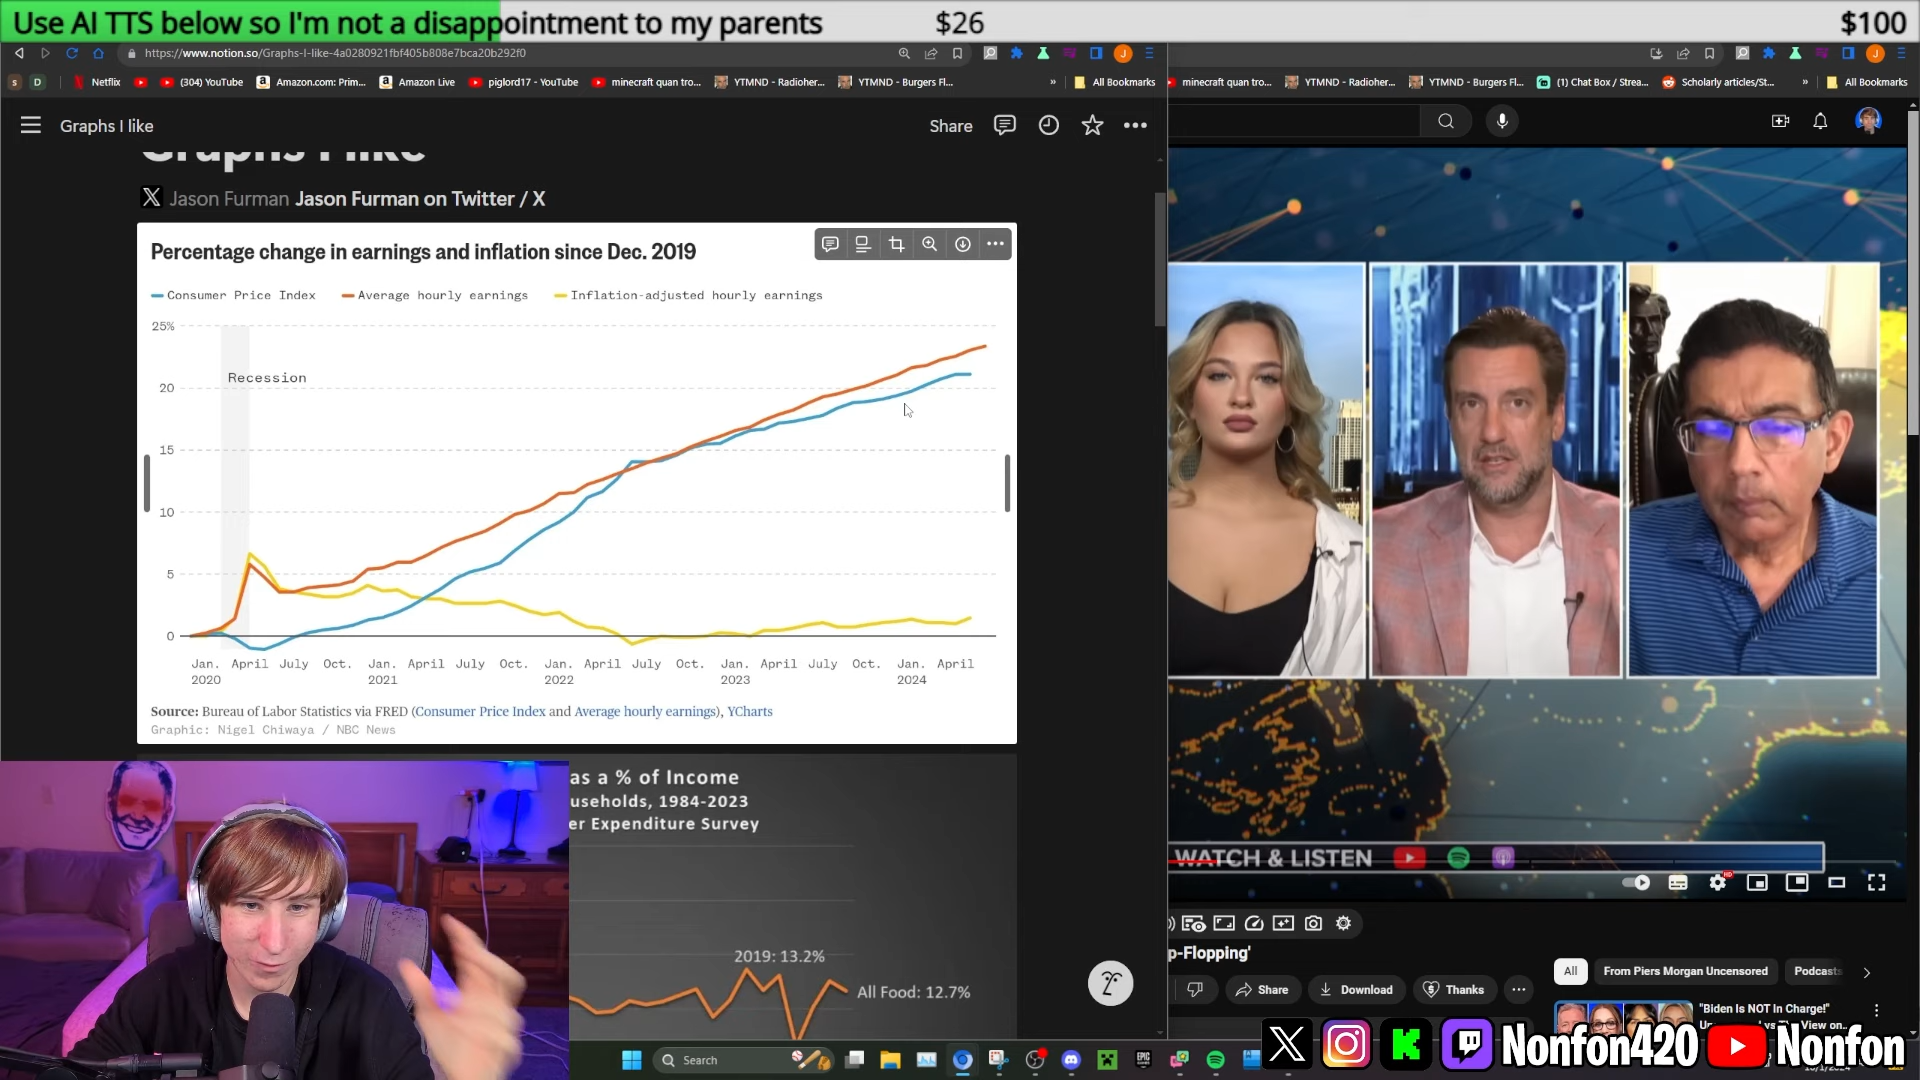 Use AI TTS below so I'm not a disappointment to my parents
$26
$100
https://www.notion.so/Graphs-I-like-4a0280921fbf405b808e7bca20b292f0
J
J
S
D
Netflix
(304) YouTube
Amazon.com: Prim...
Amazon Live
piglord17 - YouTube
minecraft quan tro...
YTMND - Radioher...
YTMND - Burgers Fl...
»
All Bookmarks
minecraft quan tro...
YTMND - Radioher...
YTMND - Burgers Fl...
(1) Chat Box / Strea...
Scholarly articles/St...
»
All Bookmarks
Graphs I like
Share
Graphs I like
Jason Furman Jason Furman on Twitter / X
Percentage change in earnings and inflation since Dec. 2019
Consumer Price Index
Average hourly earnings
Inflation-adjusted hourly earnings
25%
Recession
20
15
10
5
0
Jan. April July Oct. Jan. April July Oct. Jan. April July Oct. Jan. April July Oct. Jan. April
2020 2021 2022 2023 2024
Source: Bureau of Labor Statistics via FRED (Consumer Price Index and Average hourly earnings), YCharts
Graphic: Nigel Chiwaya / NBC News
as a % of Income
useholds, 1984-2023
er Expenditure Survey
2019: 13.2%
All Food: 12.7%
WATCH & LISTEN
HD
p-Flopping'
Share
Download
Thanks
All
From Piers Morgan Uncensored
Podcasts
"Biden Is NOT In Charge!"
The View on...
Search
EPIC
Nonfon420
Nonfon